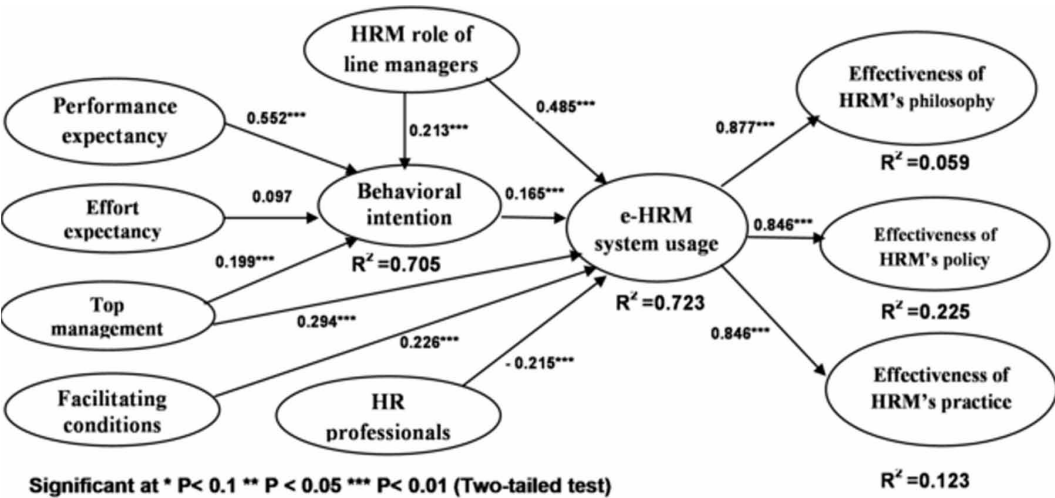 HRM role of
line managers
Effectiveness of
HRM's philosophy
Performance
expectancy
0.552***
0.213***
0.485***
0.877***
R² =0.059
Effort
expectancy
0.097
Behavioral
intention
0.165***
e-HRM
system usage
0.846***
Effectiveness of
HRM's policy
0.199***
R² =0.705
R² =0.723
R² =0.225
Top
management
0.294***
0.226***
- 0.215***
0.846***
Effectiveness of
HRM's practice
Facilitating
conditions
HR
professionals
R² =0.123
Significant at * P< 0.1 ** P < 0.05 *** P< 0.01 (Two-tailed test)